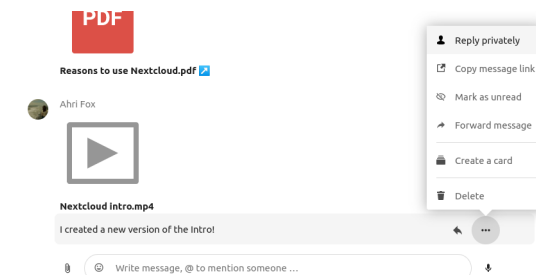 PDF
Reasons to use Nextcloud.pdf
Ahri Fox
Nextcloud intro.mp4
I created a new version of the Intro!
Write message, @ to mention someone ...
Reply privately
Copy message link
Mark as unread
Forward message
Create a card
Delete